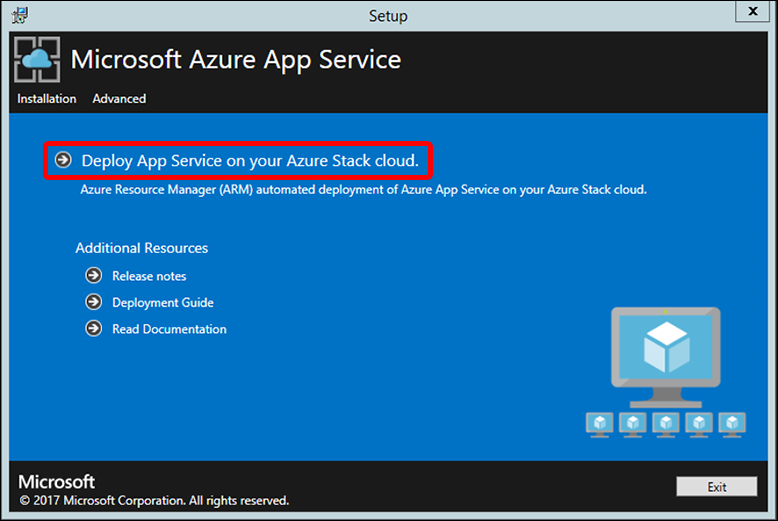 Setup
x
Microsoft Azure App Service
Installation Advanced
Deploy App Service on your Azure Stack cloud.
Azure Resource Manager (ARM) automated deployment of Azure App Service on your Azure Stack cloud.
Additional Resources
Release notes
Deployment Guide
Read Documentation
Microsoft
© 2017 Microsoft Corporation. All rights reserved.
Exit